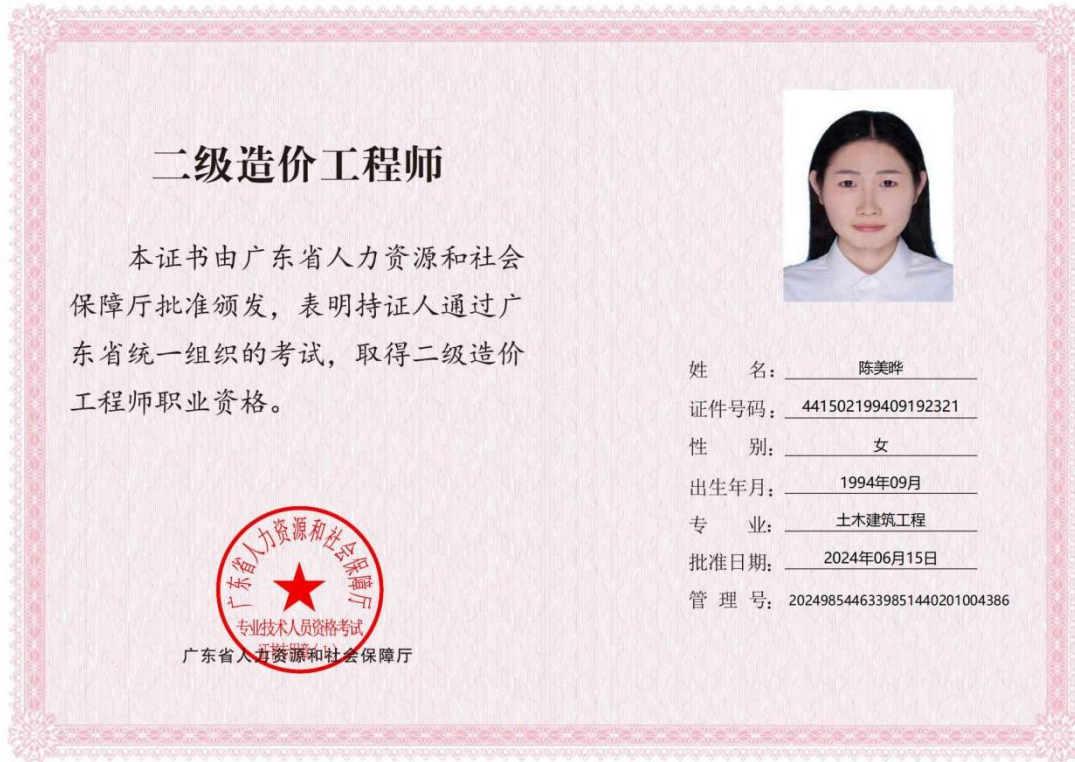 二级造价工程师
本证书由广东省人力资源和社会
保障厅批准颁发，表明持证人通过广
东省统一组织的考试，取得二级造价
工程师职业资格。
姓 名：陈美晔
证件号码：441502199409192321
性 别：女
出生年月：1994年09月
专 业：土木建筑工程
批准日期：2024年06月15日
管 理 号：2024985446339851440201004386
广东省人力资源和社会保障厅
专业技术人员资格考试
广东省人力资源和社会保障厅